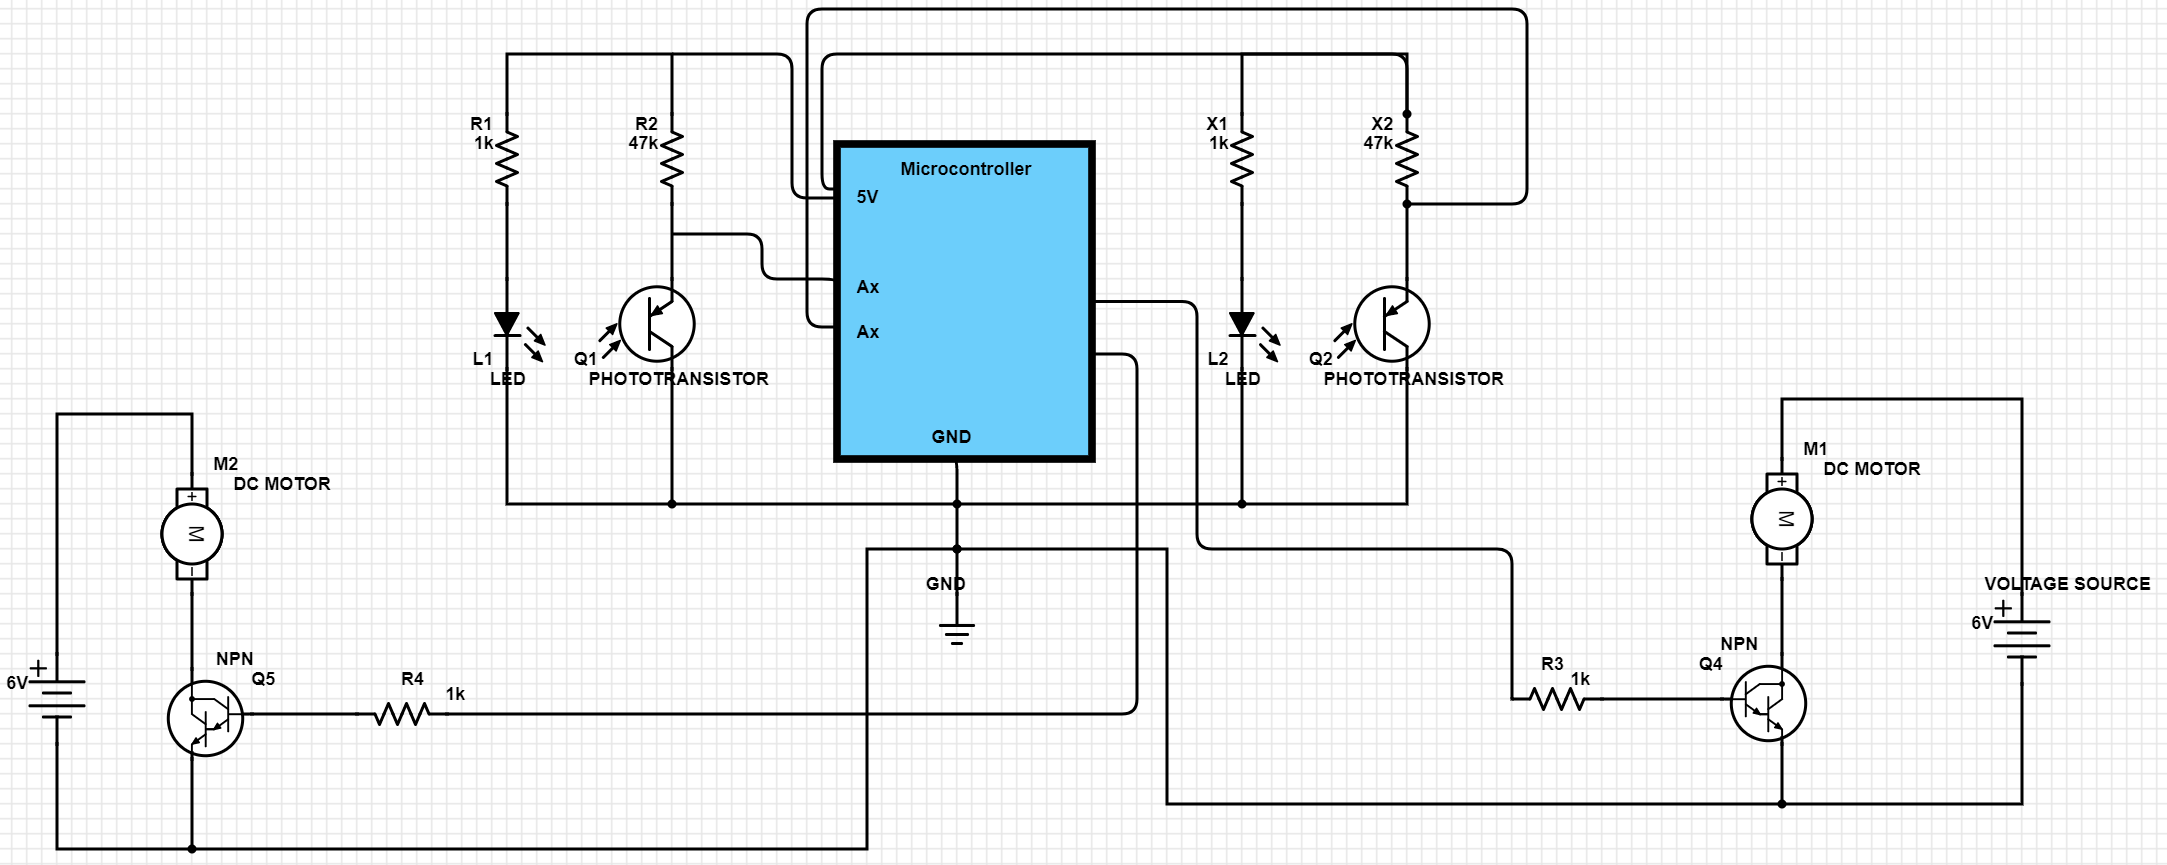 R1
1k
R2
47k
X1
1k
X2
47k
Microcontroller
5V
Ax
Ax
GND
L1
LED
Q1
PHOTOTRANSISTOR
L2
LED
Q2
PHOTOTRANSISTOR
M2
DC MOTOR
+
M
−
M1
DC MOTOR
+
M
−
GND
VOLTAGE SOURCE
+
6V
NPN
Q5
+
6V
R4
1k
R3
1k
NPN
Q4